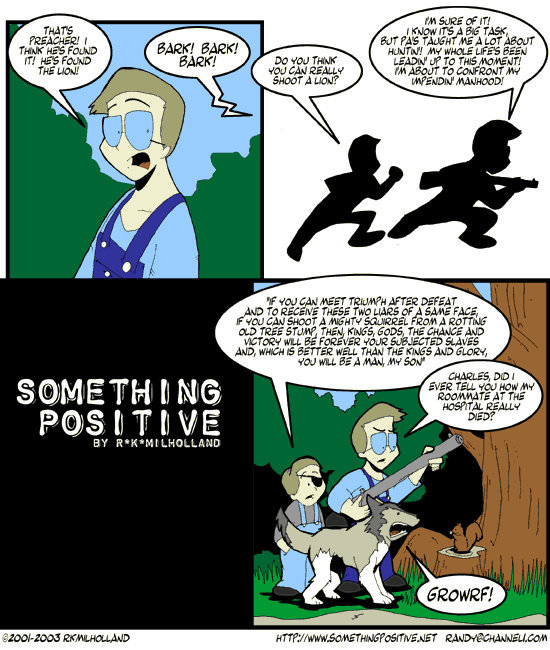 THAT'S
PREACHER! I
THINK HE'S FOUND
IT! HE'S FOUND
THE LION!
BARK! BARK!
BARK!
DO YOU THINK
YOU CAN REALLY
SHOOT A LION?
I'M SURE OF IT!
I KNOW IT'S A BIG TASK,
BUT PA'S TAUGHT ME A LOT ABOUT
HUNTIN'! MY WHOLE LIFE'S BEEN
LEADIN' UP TO THIS MOMENT!
I'M ABOUT TO CONFRONT MY
IMPENDIN' MANHOOD!
SOMETHING
POSITIVE
BY R*K*MILHOLLAND
"IF YOU CAN MEET TRIUMPH AFTER DEFEAT
AND TO RECEIVE THESE TWO LIARS OF A SAME FACE,
IF YOU CAN SHOOT A MIGHTY SQUIRREL FROM A ROTTING
OLD TREE STUMP, THEN, KINGS, GODS, THE CHANCE AND
VICTORY WILL BE FOREVER YOUR SUBJECTED SLAVES
AND, WHICH IS BETTER WELL THAN THE KINGS AND GLORY,
YOU WILL BE A MAN, MY SON"
CHARLES, DID I
EVER TELL YOU HOW MY
ROOMMATE AT THE
HOSPITAL REALLY
DIED?
GROWRF!
©2001-2003 RKMILHOLLAND
HTTP://WWW.SOMETHINGPOSITIVE.NET RANDY@CHANNEL1.COM